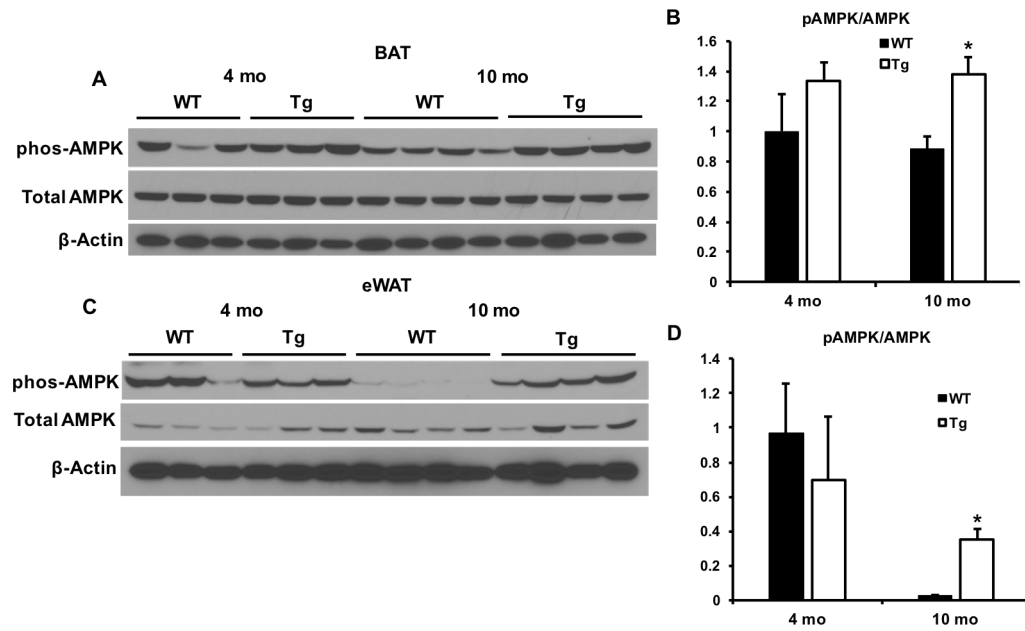 BAT
A
4 mo 10 mo
WT Tg WT Tg
phos-AMPK
Total AMPK
β-Actin
B
pAMPK/AMPK
WT
Tg
*
1.6
1.4
1.2
1
0.8
0.6
0.4
0.2
0
4 mo 10 mo
eWAT
C
4 mo 10 mo
WT Tg WT Tg
phos-AMPK
Total AMPK
β-Actin
D
pAMPK/AMPK
WT
Tg
*
1.4
1.2
1
0.8
0.6
0.4
0.2
0
4 mo 10 mo